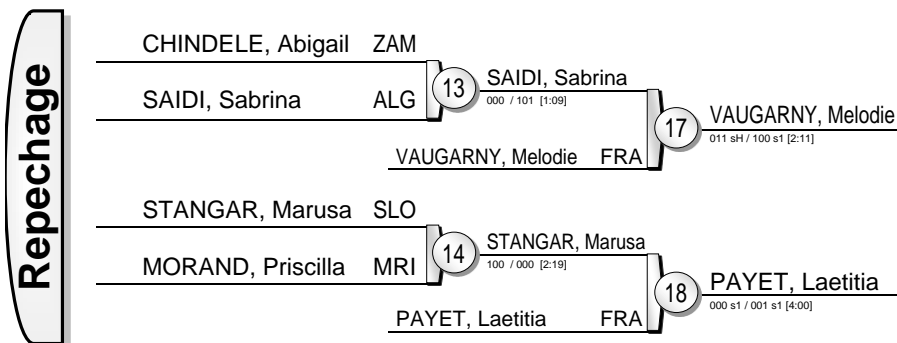 Repechage
CHINDELE, Abigail ZAM
SAIDI, Sabrina ALG
13
SAIDI, Sabrina
000 / 101 [1:09]
VAUGARNY, Melodie FRA
17
VAUGARNY, Melodie
011 sH / 100 s1 [2:11]
STANGAR, Marusa SLO
MORAND, Priscilla MRI
14
STANGAR, Marusa
100 / 000 [2:19]
PAYET, Laetitia FRA
18
PAYET, Laetitia
000 s1 / 001 s1 [4:00]